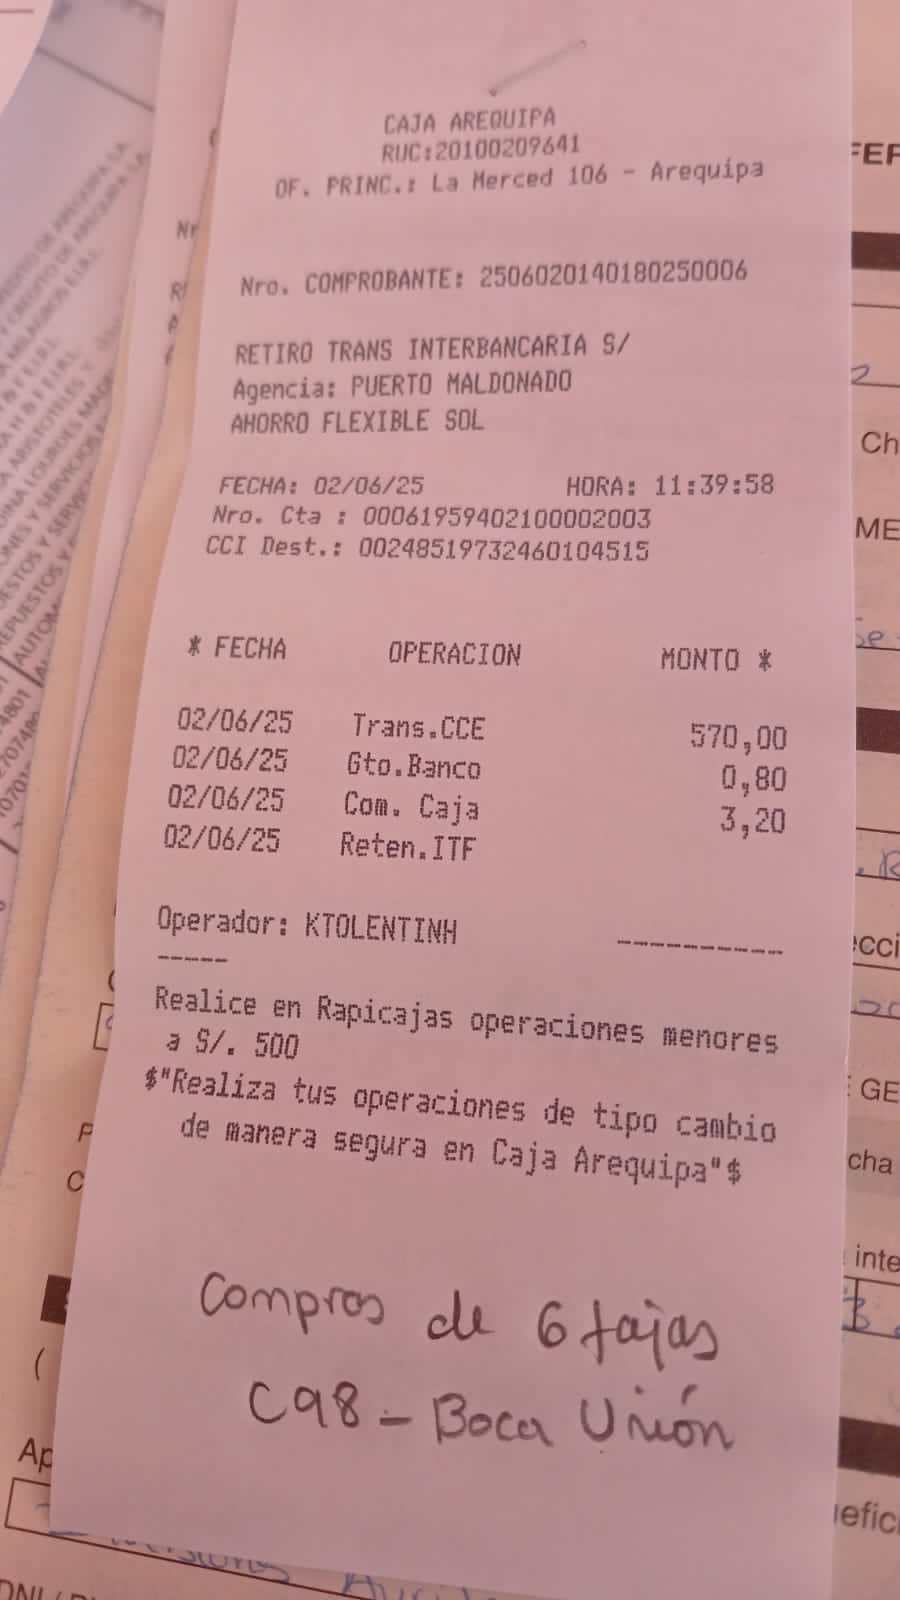 CAJA AREQUIPA
RUC:20100209641
OF. PRINC.: La Merced 106 - Arequipa
Nro. COMPROBANTE: 2506020140180250006
RETIRO TRANS INTERBANCARIA S/
Agencia: PUERTO MALDONADO
AHORRO FLEXIBLE SOL
FECHA: 02/06/25 HORA: 11:39:58
Nro. Cta : 00061959402100002003
CCI Dest.: 00248519732460104515
* FECHA OPERACION MONTO *
02/06/25 Trans.CCE 570,00
02/06/25 Gto.Banco 0,80
02/06/25 Com. Caja 3,20
02/06/25 Reten.ITF
Operador: KTOLENTINH ----------
-----
Realice en Rapicajas operaciones menores
a S/. 500
$"Realiza tus operaciones de tipo cambio
de manera segura en Caja Arequipa"$
Compras de 6 fajas
C98 - Boca Unión